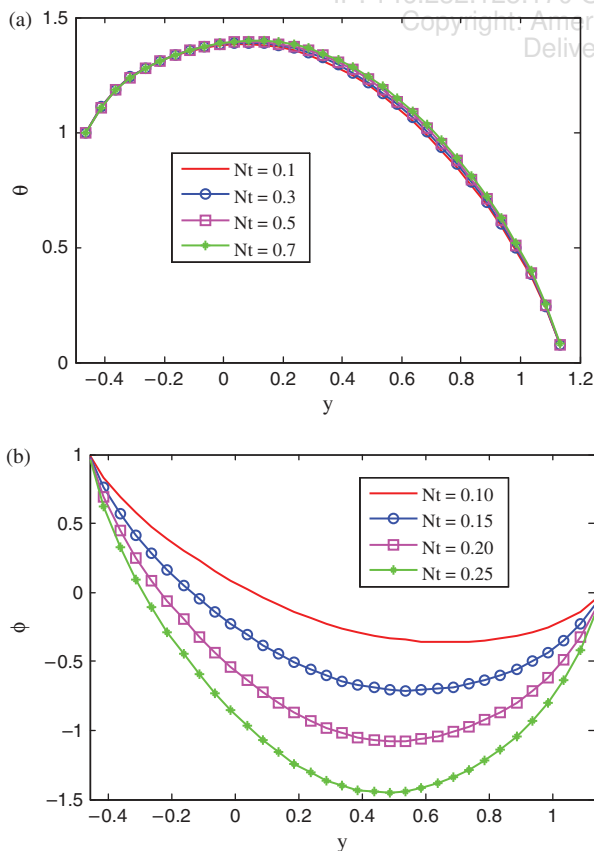 Copyright: Amer
Delive
(a)
1.5
1
0.5
0
θ
Nt = 0.1
Nt = 0.3
Nt = 0.5
Nt = 0.7
−0.4 −0.2 0 0.2 0.4 0.6 0.8 1 1.2
y
(b)
1
0.5
0
−0.5
−1
−1.5
ϕ
Nt = 0.10
Nt = 0.15
Nt = 0.20
Nt = 0.25
−0.4 −0.2 0 0.2 0.4 0.6 0.8 1
y